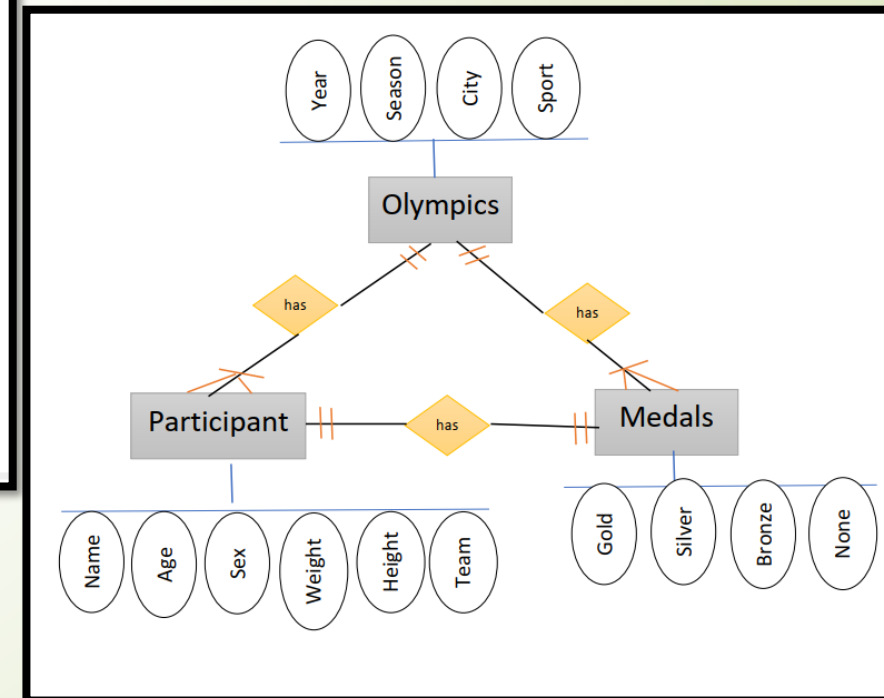 Year
Season
City
Sport
Olympics
has
has
Participant
has
Medals
Name
Age
Sex
Weight
Height
Team
Gold
Silver
Bronze
None